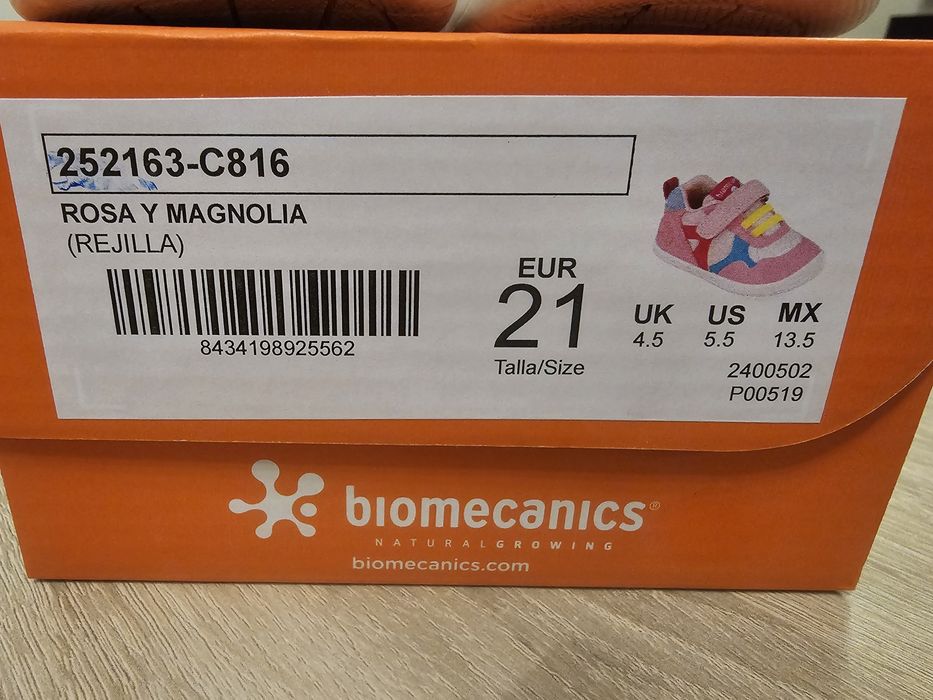 252163-C816
ROSA Y MAGNOLIA
(REJILLA)
8434198925562
EUR
21
Talla/Size
UK US MX
4.5 5.5 13.5
2400502
P00519
biomecanics®
NATURALGROWING
biomecanics.com